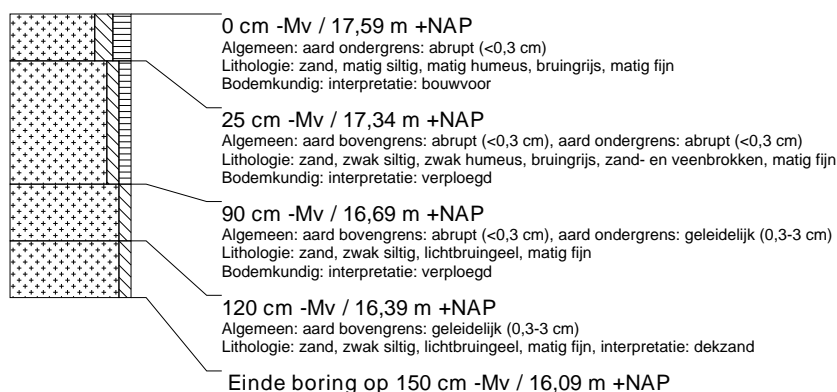 0 cm -Mv / 17,59 m +NAP
Algemeen: aard ondergrens: abrupt (<0,3 cm)
Lithologie: zand, matig siltig, matig humeus, bruingrijs, matig fijn
Bodemkundig: interpretatie: bouwvoor
25 cm -Mv / 17,34 m +NAP
Algemeen: aard bovengrens: abrupt (<0,3 cm), aard ondergrens: abrupt (<0,3 cm)
Lithologie: zand, zwak siltig, zwak humeus, bruingrijs, zand- en veenbrokken, matig fijn
Bodemkundig: interpretatie: verploegd
90 cm -Mv / 16,69 m +NAP
Algemeen: aard bovengrens: abrupt (<0,3 cm), aard ondergrens: geleidelijk (0,3-3 cm)
Lithologie: zand, zwak siltig, lichtbruingeel, matig fijn
Bodemkundig: interpretatie: verploegd
120 cm -Mv / 16,39 m +NAP
Algemeen: aard bovengrens: geleidelijk (0,3-3 cm)
Lithologie: zand, zwak siltig, lichtbruingeel, matig fijn, interpretatie: dekzand
Einde boring op 150 cm -Mv / 16,09 m +NAP